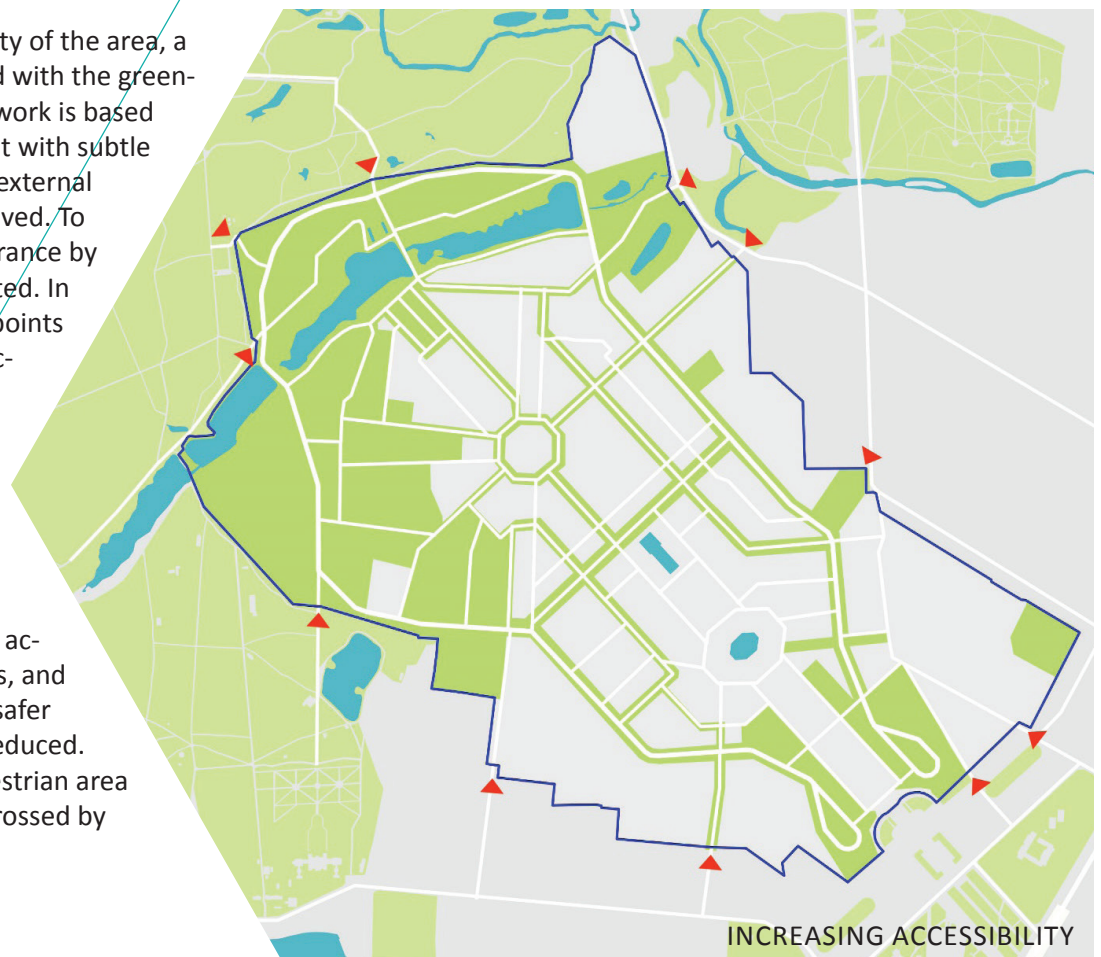 ty of the area, a
d with the green-
work is based
t with subtle
external
ved. To
rance by
ted. In
points
c-
ac-
s, and
safer
educed.
estrian area
rossed by
INCREASING ACCESSIBILITY